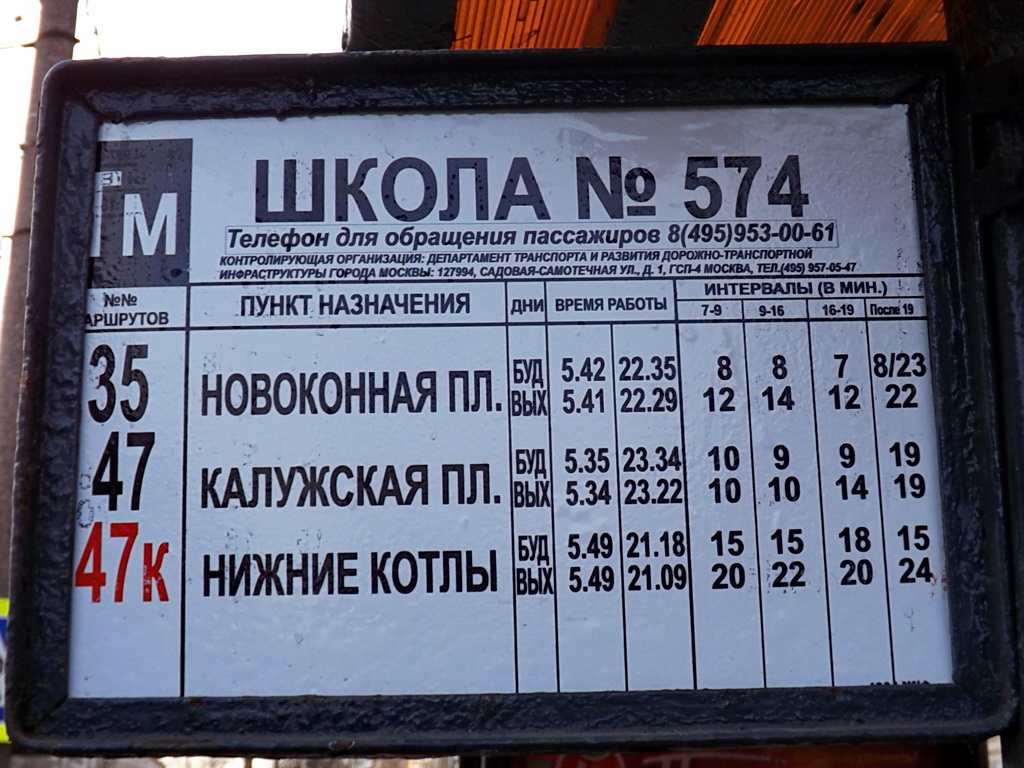 М
ШКОЛА № 574
Телефон для обращения пассажиров 8(495)953-00-61
КОНТРОЛИРУЮЩАЯ ОРГАНИЗАЦИЯ: ДЕПАРТАМЕНТ ТРАНСПОРТА И РАЗВИТИЯ ДОРОЖНО-ТРАНСПОРТНОЙ
ИНФРАСТРУКТУРЫ ГОРОДА МОСКВЫ: 127994, САДОВАЯ-САМОТЕЧНАЯ УЛ., Д. 1, ГСП-4 МОСКВА, ТЕЛ.(495) 957-05-47
№№ АРШРУТОВ ПУНКТ НАЗНАЧЕНИЯ ДНИ ВРЕМЯ РАБОТЫ ИНТЕРВАЛЫ (В МИН.)
7-9 9-16 16-19 После 19
35 НОВОКОННАЯ ПЛ. БУД 5.42 22.35 8 8 7 8/23
ВЫХ 5.41 22.29 12 14 12 22
47 КАЛУЖСКАЯ ПЛ. БУД 5.35 23.34 10 9 9 19
ВЫХ 5.34 23.22 10 10 14 19
47к НИЖНИЕ КОТЛЫ БУД 5.49 21.18 15 15 18 15
ВЫХ 5.49 21.09 20 22 20 24